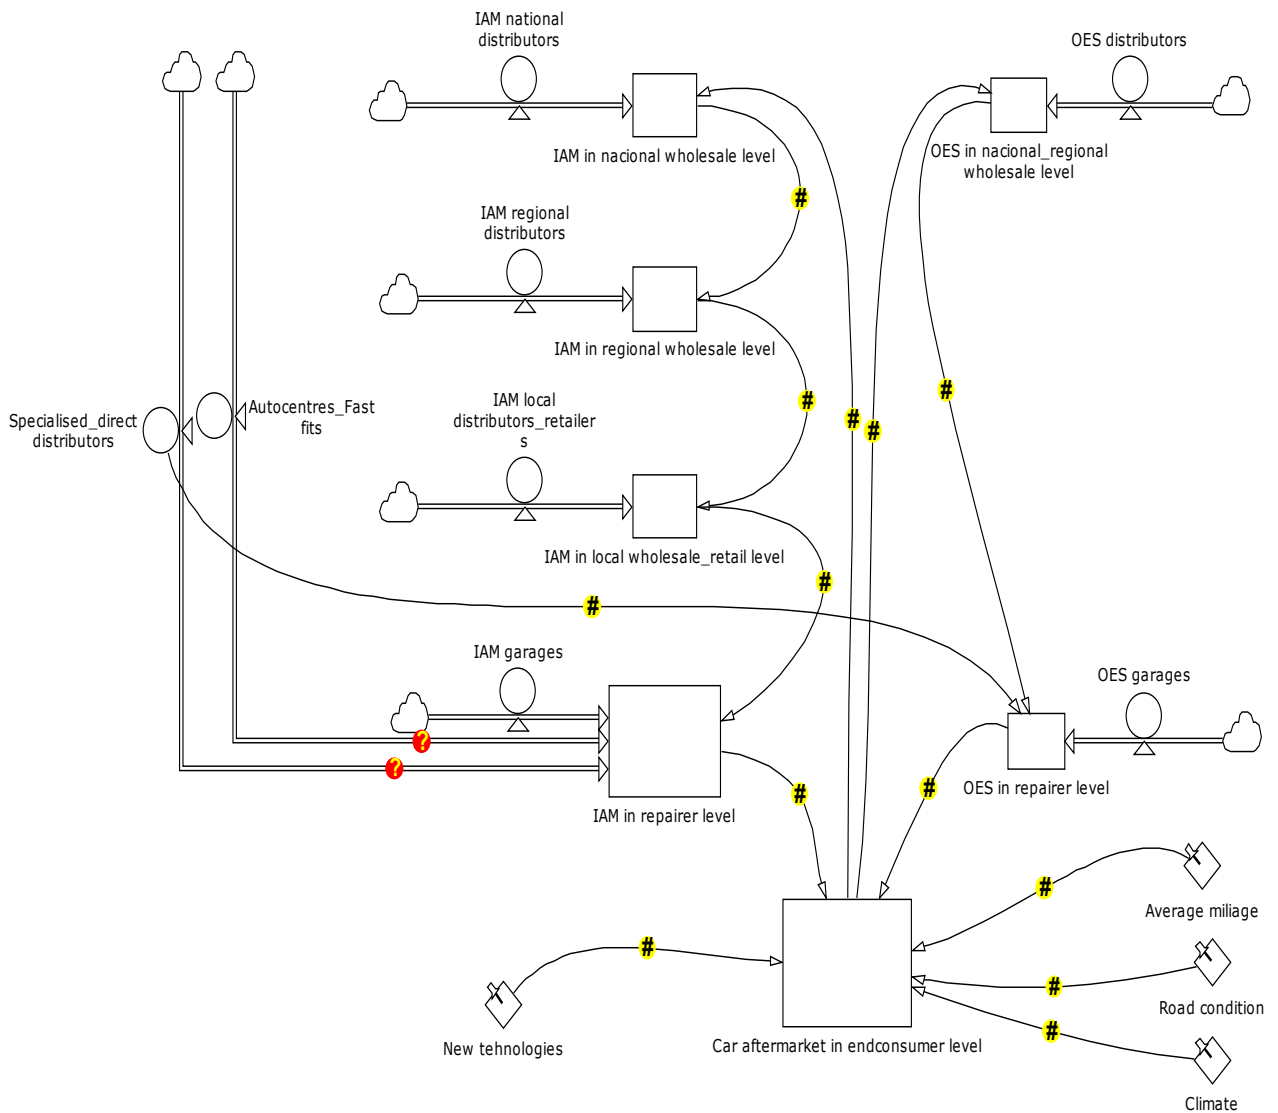 IAM national
distributors
OES distributors
IAM in nacional wholesale level
OES in nacional_regional
wholesale level
#
IAM regional
distributors
IAM in regional wholesale level
#
Specialised_direct
distributors
Autocentres_Fast
fits
IAM local
distributors_retailer
s
#
#
#
IAM in local wholesale_retail level
#
#
IAM garages
OES garages
?
?
IAM in repairer level
OES in repairer level
#
#
#
Average miliage
#
New tehnologies
#
Road condition
#
Climate
Car aftermarket in endconsumer level